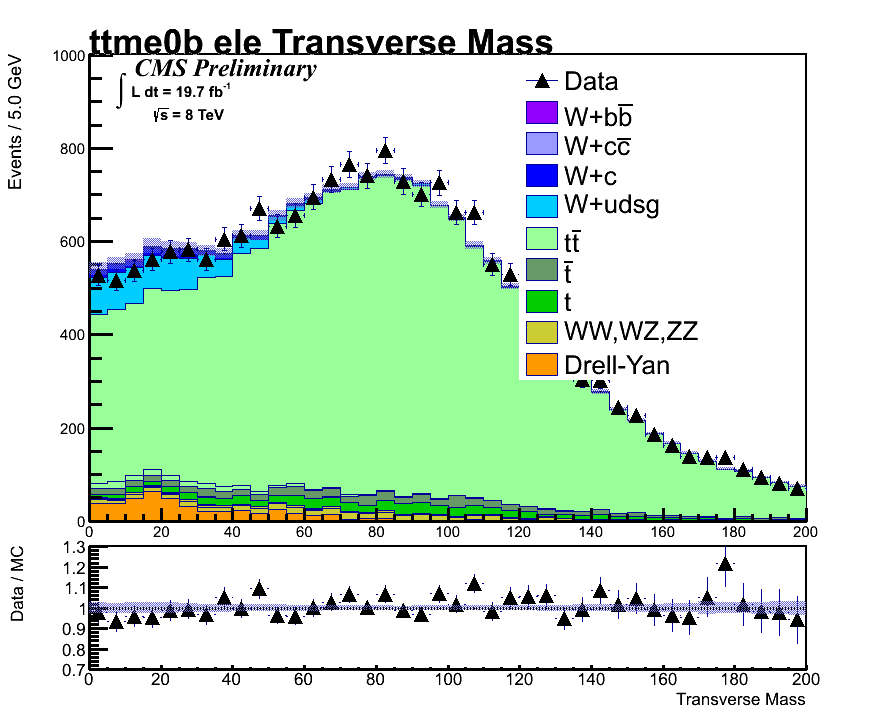 ttme0b ele Transverse Mass
CMS Preliminary
∫ L dt = 19.7 fb⁻¹
√s = 8 TeV
Events / 5.0 GeV
1000
800
600
400
200
0
Data
W+bb̅
W+cc̅
W+c
W+udsg
tt̅
t̅
t
WW,WZ,ZZ
Drell-Yan
0 20 40 60 80 100 120 140 160 180 200
Data / MC
1.3
1.2
1.1
1
0.9
0.8
0.7
0 20 40 60 80 100 120 140 160 180 200
Transverse Mass